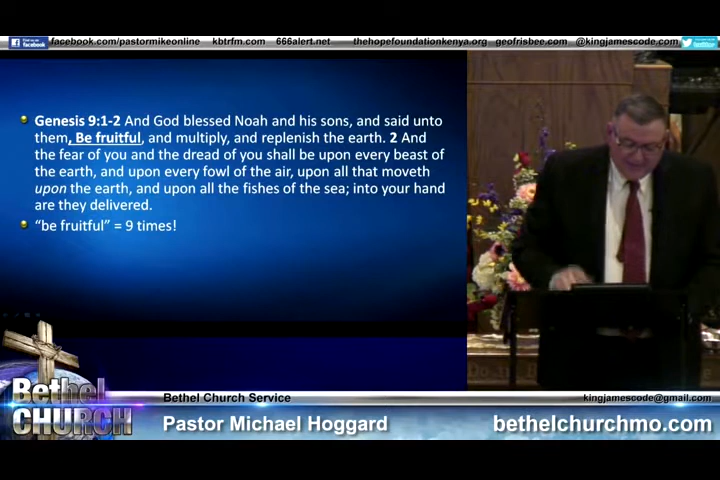 facebook.com/pastormikeonline kbtrfm.com 666alert.net thehopefoundationkenya.org geofrisbee.com @kingjamescode.com
Genesis 9:1-2 And God blessed Noah and his sons, and said unto
them, Be fruitful, and multiply, and replenish the earth. 2 And
the fear of you and the dread of you shall be upon every beast of
the earth, and upon every fowl of the air, upon all that moveth
upon the earth, and upon all the fishes of the sea; into your hand
are they delivered.
“be fruitful” = 9 times!
Bethel
CHURCH
Bethel Church Service kingjamescode@gmail.com
Pastor Michael Hoggard bethelchurchmo.com